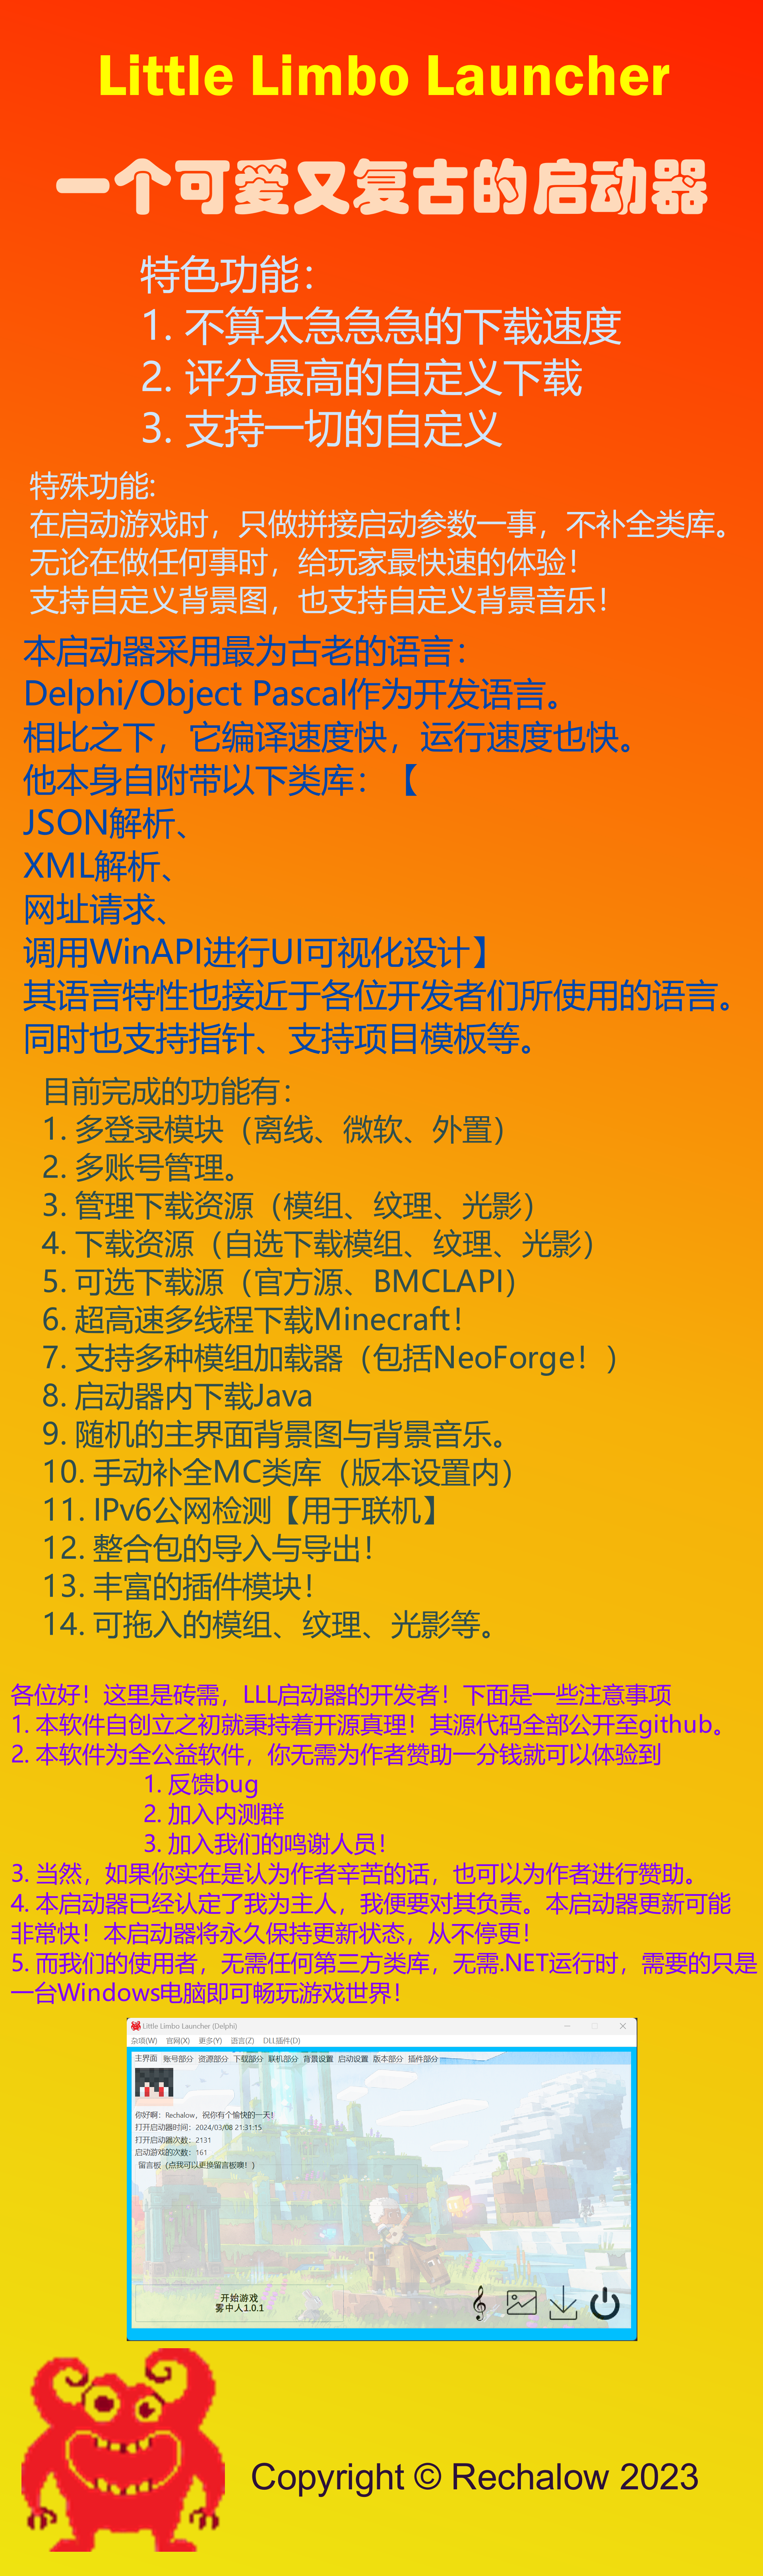 Little Limbo Launcher
一个可爱又复古的启动器
特色功能：
1. 不算太急急急的下载速度
2. 评分最高的自定义下载
3. 支持一切的自定义
特殊功能:
在启动游戏时，只做拼接启动参数一事，不补全类库。
无论在做任何事时，给玩家最快速的体验！
支持自定义背景图，也支持自定义背景音乐！
本启动器采用最为古老的语言：
Delphi/Object Pascal作为开发语言。
相比之下，它编译速度快，运行速度也快。
他本身自附带以下类库：【
JSON解析、
XML解析、
网址请求、
调用WinAPI进行UI可视化设计】
其语言特性也接近于各位开发者们所使用的语言。
同时也支持指针、支持项目模板等。
目前完成的功能有：
1. 多登录模块（离线、微软、外置）
2. 多账号管理。
3. 管理下载资源（模组、纹理、光影）
4. 下载资源（自选下载模组、纹理、光影）
5. 可选下载源（官方源、BMCLAPI）
6. 超高速多线程下载Minecraft！
7. 支持多种模组加载器（包括NeoForge！）
8. 启动器内下载Java
9. 随机的主界面背景图与背景音乐。
10. 手动补全MC类库（版本设置内）
11. IPv6公网检测【用于联机】
12. 整合包的导入与导出！
13. 丰富的插件模块！
14. 可拖入的模组、纹理、光影等。
各位好！这里是砖需，LLL启动器的开发者！下面是一些注意事项
1. 本软件自创立之初就秉持着开源真理！其源代码全部公开至github。
2. 本软件为全公益软件，你无需为作者赞助一分钱就可以体验到
1. 反馈bug
2. 加入内测群
3. 加入我们的鸣谢人员！
3. 当然，如果你实在是认为作者辛苦的话，也可以为作者进行赞助。
4. 本启动器已经认定了我为主人，我便要对其负责。本启动器更新可能
非常快！本启动器将永久保持更新状态，从不停更！
5. 而我们的使用者，无需任何第三方类库，无需.NET运行时，需要的只是
一台Windows电脑即可畅玩游戏世界！
Little Limbo Launcher (Delphi)
杂项(W) 官网(X) 更多(Y) 语言(Z) DLL插件(D)
主界面 账号部分 资源部分 下载部分 联机部分 背景设置 启动设置 版本部分 插件部分
你好啊：Rechalow，祝你有个愉快的一天！
打开启动器时间：2024/03/08 21:31:15
打开启动器次数：2131
启动游戏的次数：161
留言板（点我可以更换留言板噢！）
开始游戏
雾中人1.0.1
Copyright © Rechalow 2023